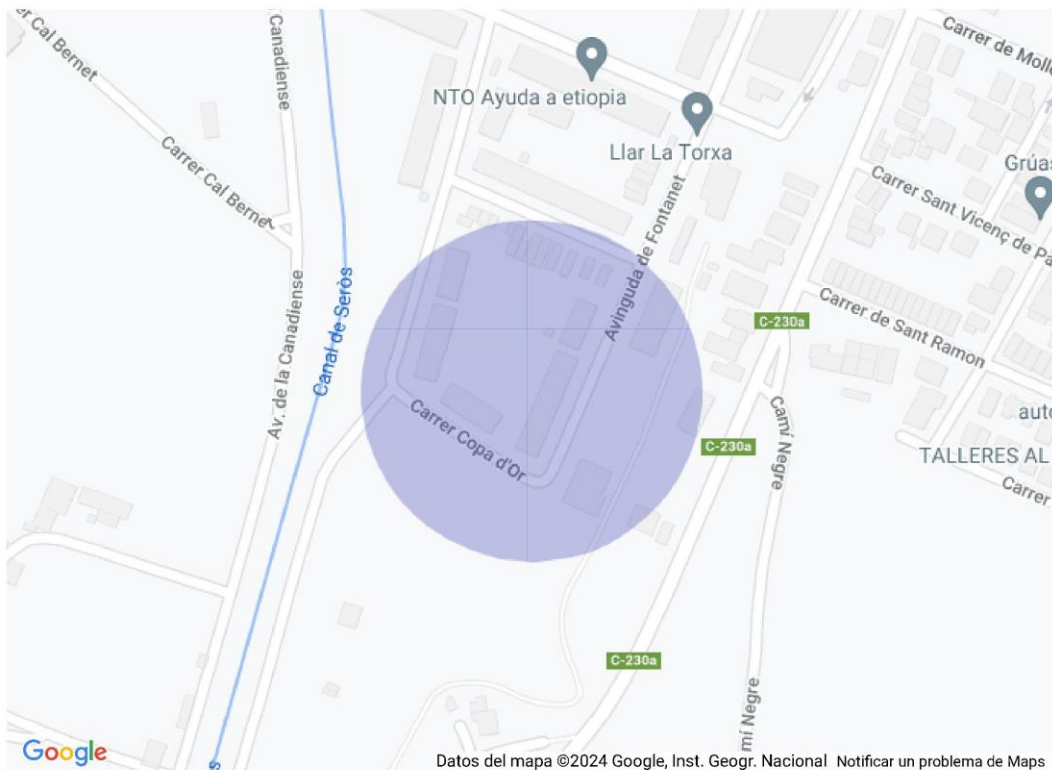 Carrer Cal Bernet
Canadiense
Carrer de Molle
NTO Ayuda a etiopia
Llar La Torxa
Grúas
Carrer Sant Vicenç de Pa
Carrer Cal Bernet
Avinguda de Fontanet
Canal de Seròs
Av. de la Canadiense
C-230a
Carrer de Sant Ramon
Camí Negre
auto
Carrer Copa d'Or
C-230a
TALLERES AL
Carrer
C-230a
mí Negre
s
Google
Datos del mapa ©2024 Google, Inst. Geogr. Nacional Notificar un problema de Maps